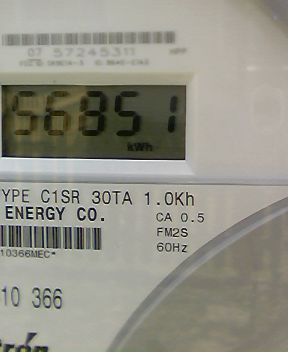 07 57245311
56851
kWh
YPE C1SR 30TA 1.0Kh
ENERGY CO.
CA 0.5
FM2S
60Hz
10366MEC*
10 366
trón